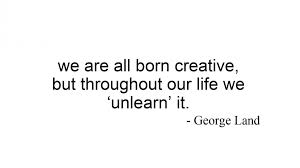 we are all born creative,
but throughout our life we
‘unlearn’ it.
- George Land